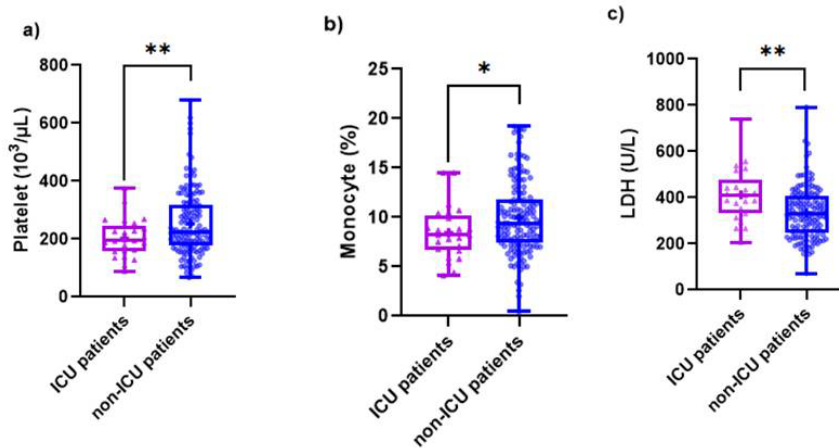 a)
**
Platelet (10³/µL)
800
600
400
200
0
ICU patients
non-ICU patients
b)
*
Monocyte (%)
25
20
15
10
5
0
ICU patients
non-ICU patients
c)
**
LDH (U/L)
1000
800
600
400
200
0
ICU patients
non-ICU patients